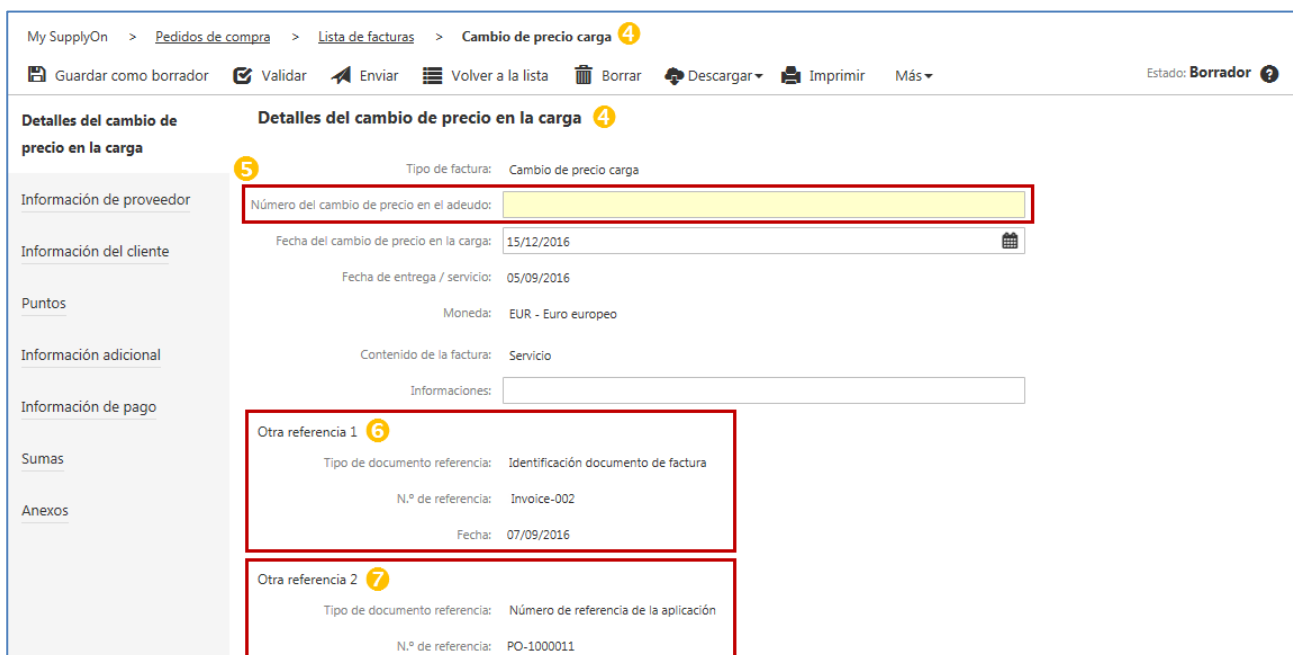 My SupplyOn > Pedidos de compra > Lista de facturas > Cambio de precio carga 4
Guardar como borrador Validar Enviar Volver a la lista Borrar Descargar Imprimir Más Estado: Borrador ?
Detalles del cambio de precio en la carga
Información de proveedor
Información del cliente
Puntos
Información adicional
Información de pago
Sumas
Anexos
Detalles del cambio de precio en la carga 4
5
Tipo de factura: Cambio de precio carga
Número del cambio de precio en el adeudo:
Fecha del cambio de precio en la carga: 15/12/2016
Fecha de entrega / servicio: 05/09/2016
Moneda: EUR - Euro europeo
Contenido de la factura: Servicio
Informaciones:
Otra referencia 1 6
Tipo de documento referencia: Identificación documento de factura
N.º de referencia: Invoice-002
Fecha: 07/09/2016
Otra referencia 2 7
Tipo de documento referencia: Número de referencia de la aplicación
N.º de referencia: PO-1000011